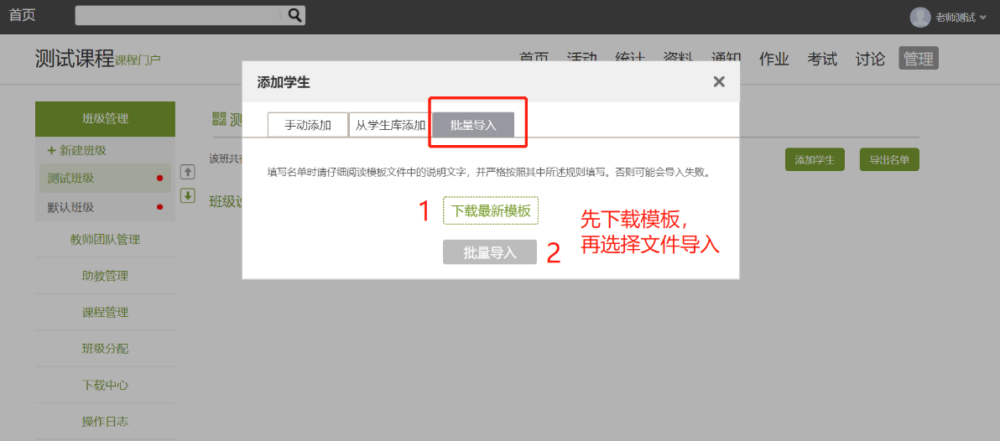 首页
老师测试
测试课程课程门户
首页 活动 统计 资料 通知 作业 考试 讨论 管理
添加学生
手动添加 从学生库添加 批量导入
填写名单时请仔细阅读模板文件中的说明文字，并严格按照其中所述规则填写。否则可能会导入失败。
1 下载最新模板
批量导入 2
先下载模板，
再选择文件导入
班级管理
+ 新建班级
测试班级
默认班级
教师团队管理
助教管理
课程管理
班级分配
下载中心
操作日志
测
该班共有
班级设
添加学生 导出名单